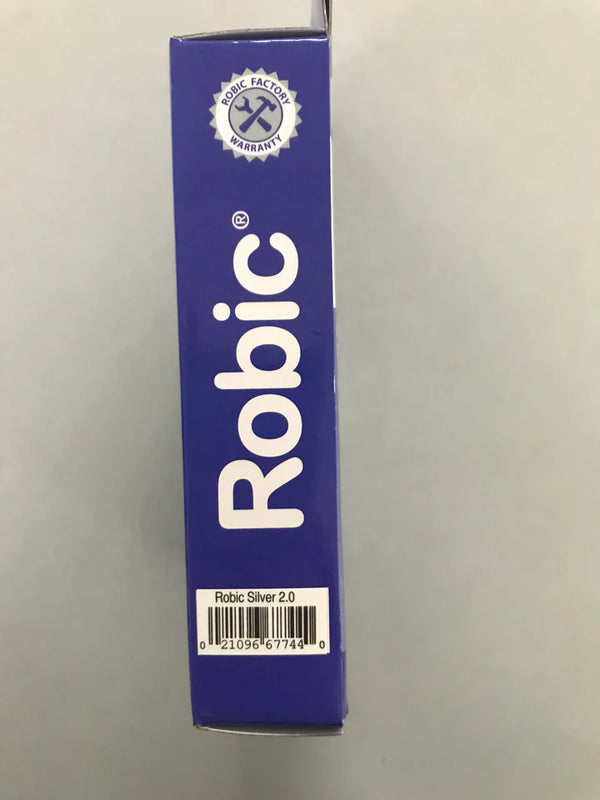 ROBIC FACTORY
WARRANTY
Robic®
Robic Silver 2.0
0 21096 67744 0